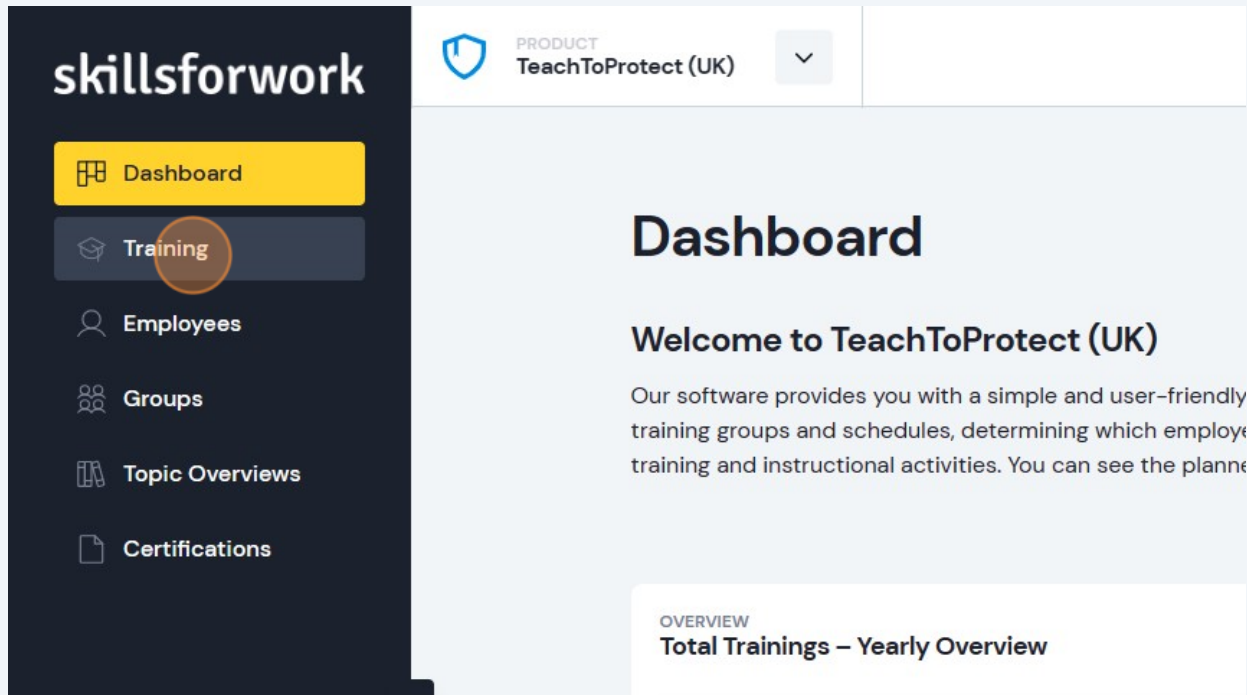 skillsforwork
PRODUCT
TeachToProtect (UK)
Dashboard
Training
Employees
Groups
Topic Overviews
Certifications
Dashboard
Welcome to TeachToProtect (UK)
Our software provides you with a simple and user-friendly
training groups and schedules, determining which employe
training and instructional activities. You can see the planne
OVERVIEW
Total Trainings – Yearly Overview